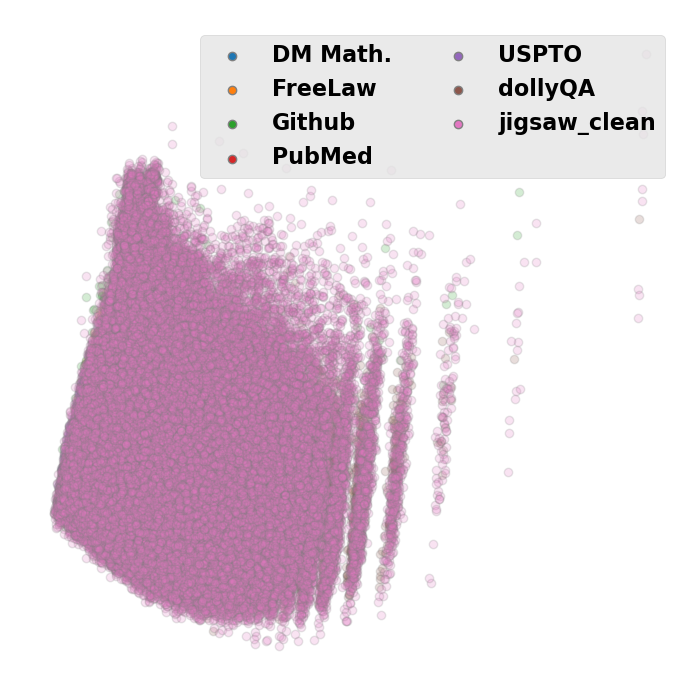 DM Math.
FreeLaw
Github
PubMed
USPTO
dollyQA
jigsaw_clean